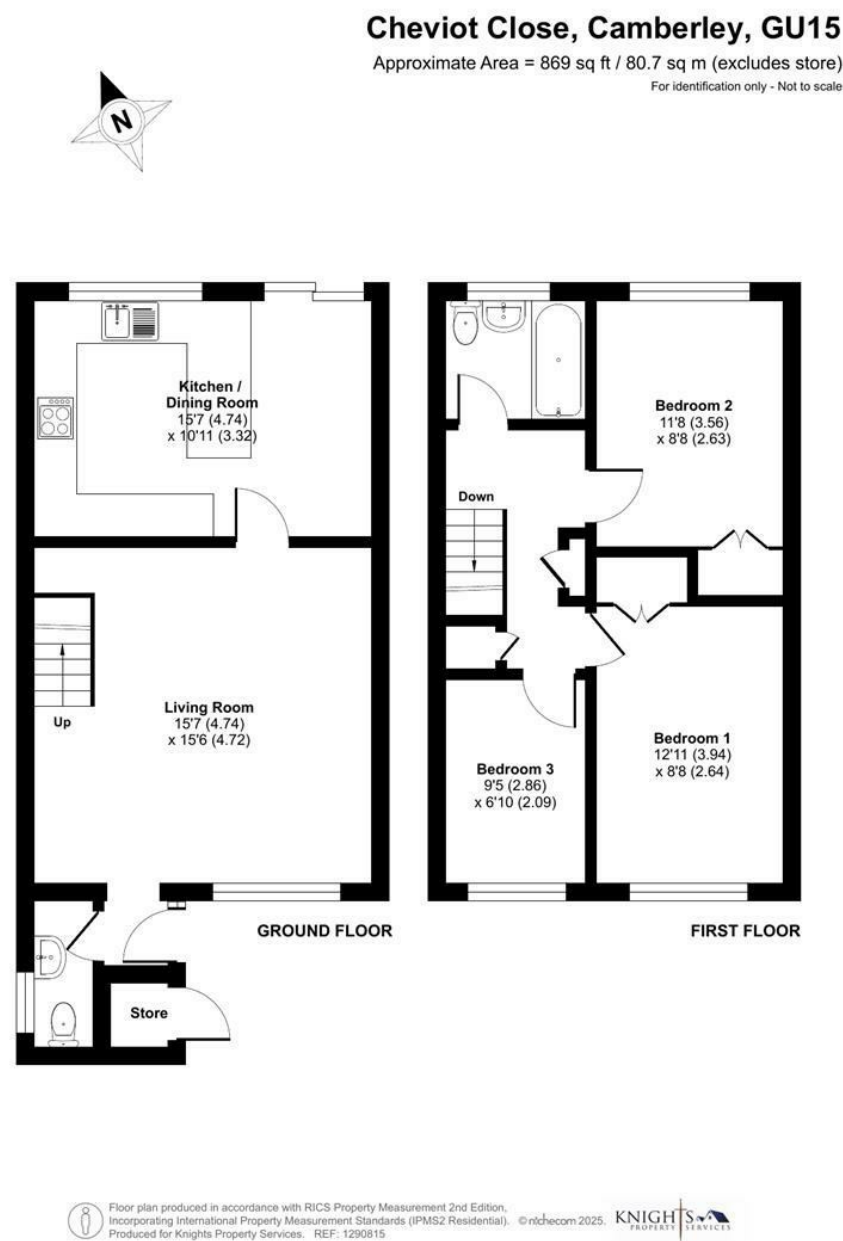 Cheviot Close, Camberley, GU15
Approximate Area = 869 sq ft / 80.7 sq m (excludes store)
For identification only - Not to scale
N
Kitchen /
Dining Room
15'7 (4.74)
x 10'11 (3.32)
Bedroom 2
11'8 (3.56)
x 8'8 (2.63)
Down
Living Room
15'7 (4.74)
x 15'6 (4.72)
Up
Bedroom 1
12'11 (3.94)
x 8'8 (2.64)
Bedroom 3
9'5 (2.86)
x 6'10 (2.09)
GROUND FLOOR
FIRST FLOOR
Store
Floor plan produced in accordance with RICS Property Measurement 2nd Edition,
Incorporating International Property Measurement Standards (IPMS2 Residential). © ntchecom 2025.
Produced for Knights Property Services. REF: 1290815
KNIGHTS
PROPERTY SERVICES